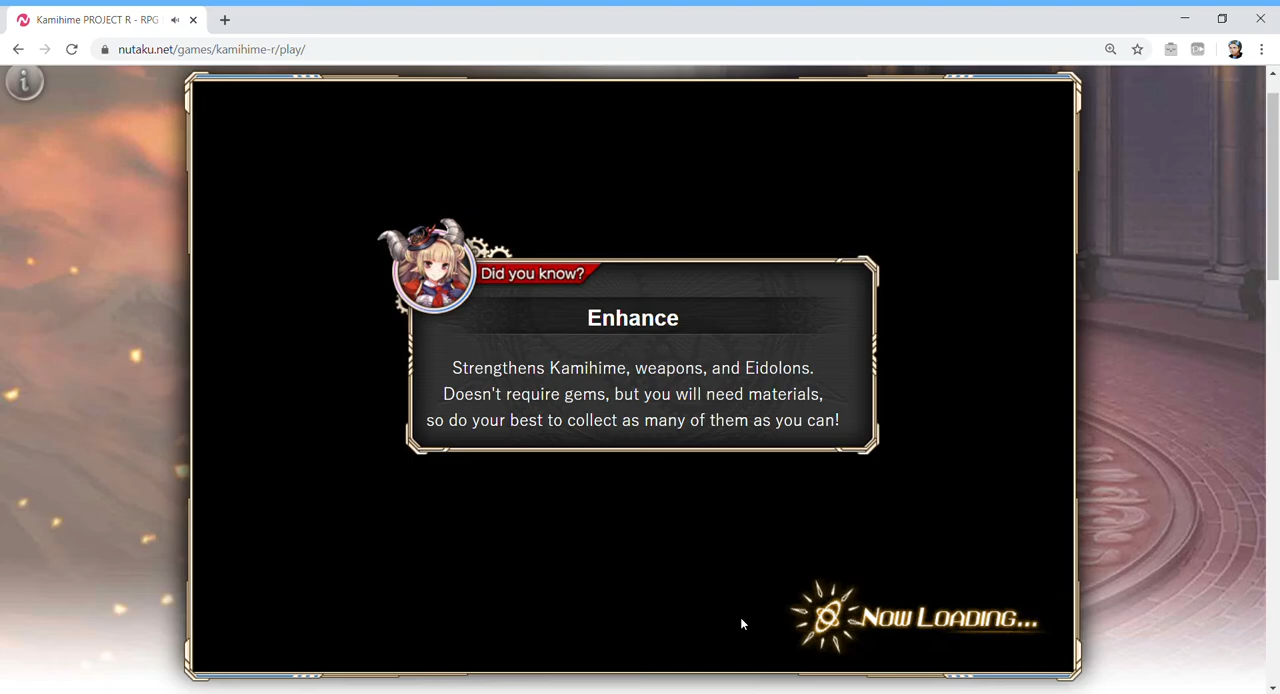 Kamihime PROJECT R - RPG
nutaku.net/games/kamihime-r/play/
Did you know?
Enhance
Strengthens Kamihime, weapons, and Eidolons.
Doesn't require gems, but you will need materials,
so do your best to collect as many of them as you can!
Now Loading...